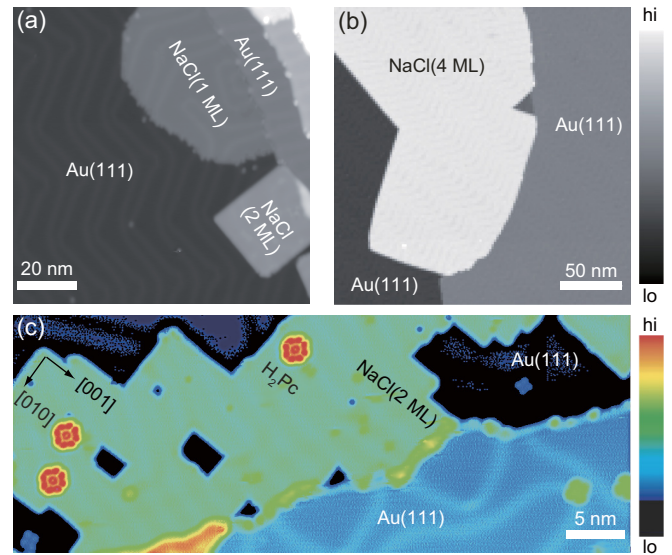 (a)
NaCl(1 ML)
Au(111)
Au(111)
NaCl
(2 ML)
20 nm
(b)
NaCl(4 ML)
Au(111)
Au(111)
50 nm
hi
lo
(c)
[001]
[010]
H2Pc
NaCl(2 ML)
Au(111)
Au(111)
5 nm
hi
lo